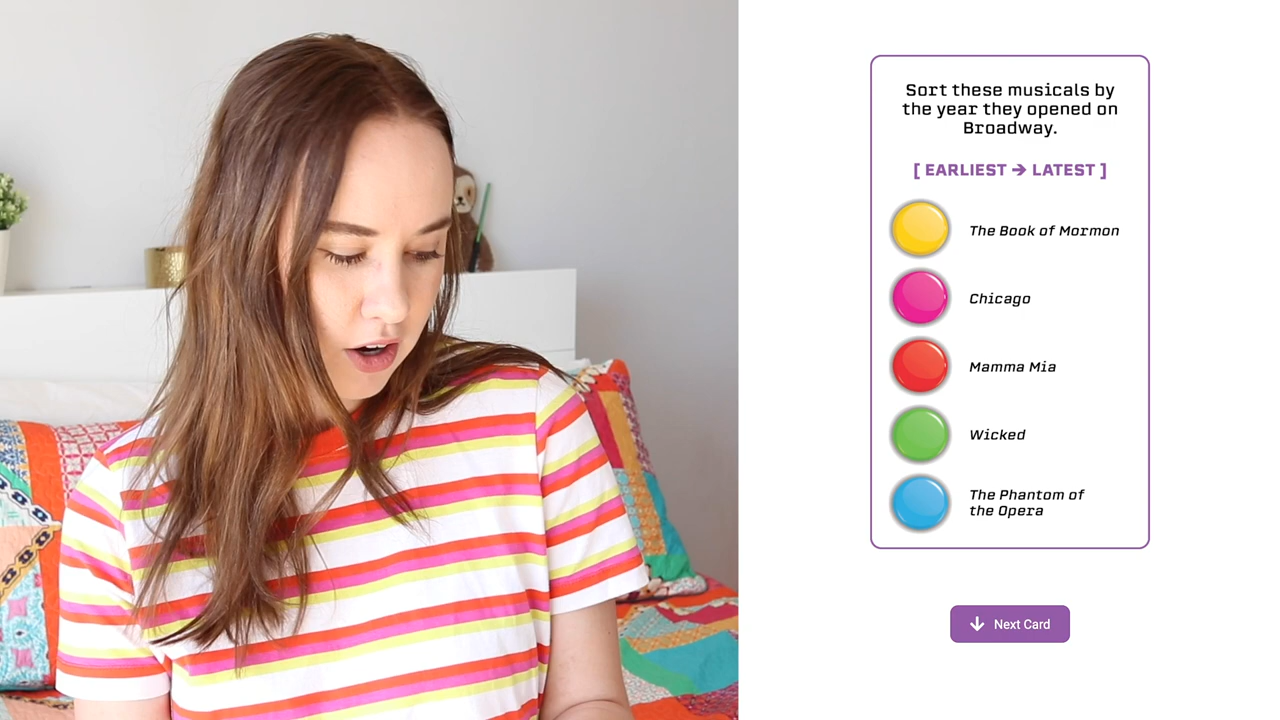 Sort these musicals by
the year they opened on
Broadway.
[ EARLIEST → LATEST ]
The Book of Mormon
Chicago
Mamma Mia
Wicked
The Phantom of
the Opera
Next Card